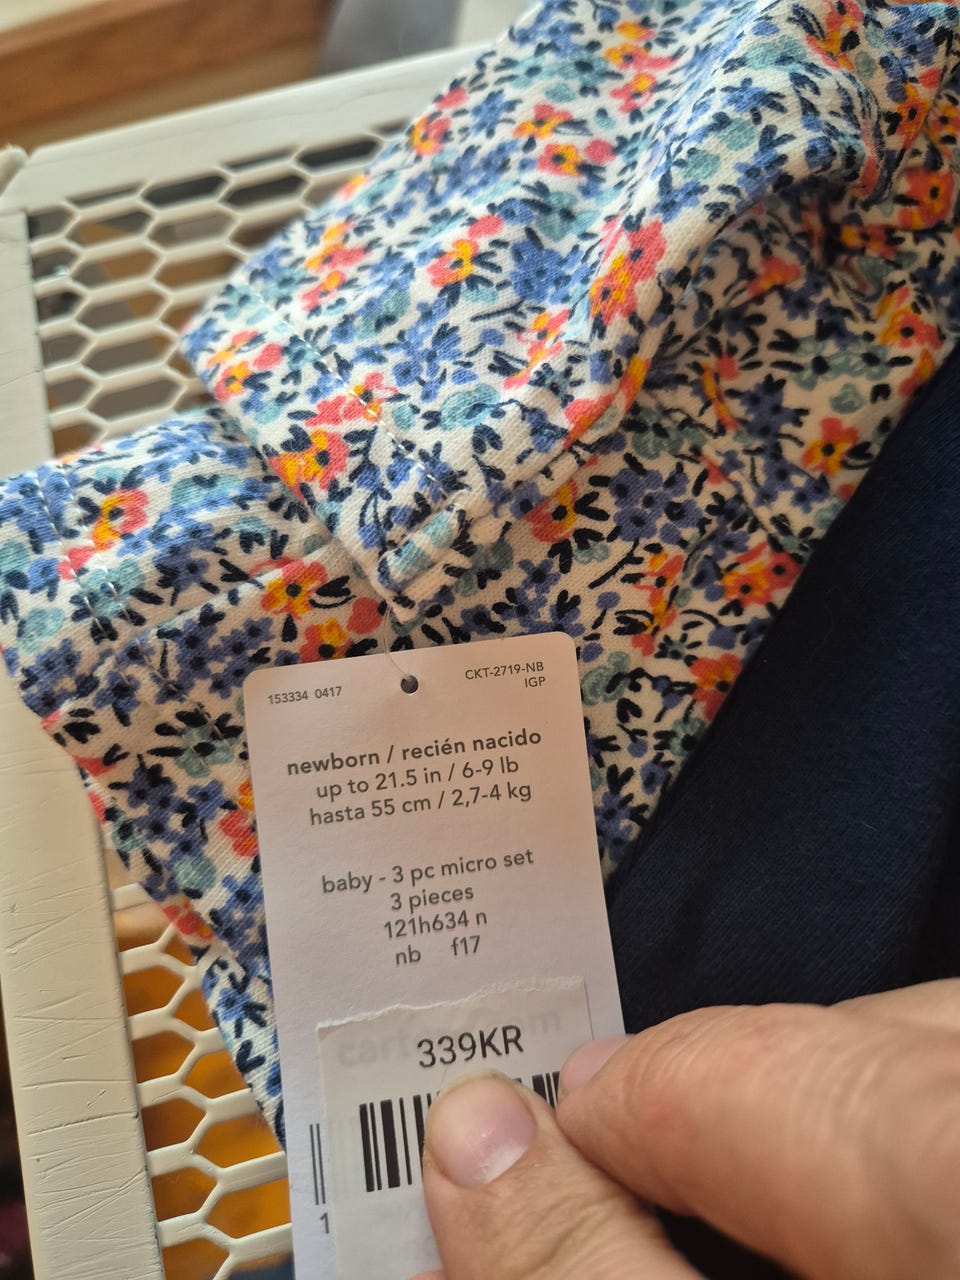 153334 0417
CKT-2719-NB
IGP
newborn / recién nacido
up to 21.5 in / 6-9 lb
hasta 55 cm / 2,7-4 kg
baby - 3 pc micro set
3 pieces
121h634 n
nb f17
339KR
1